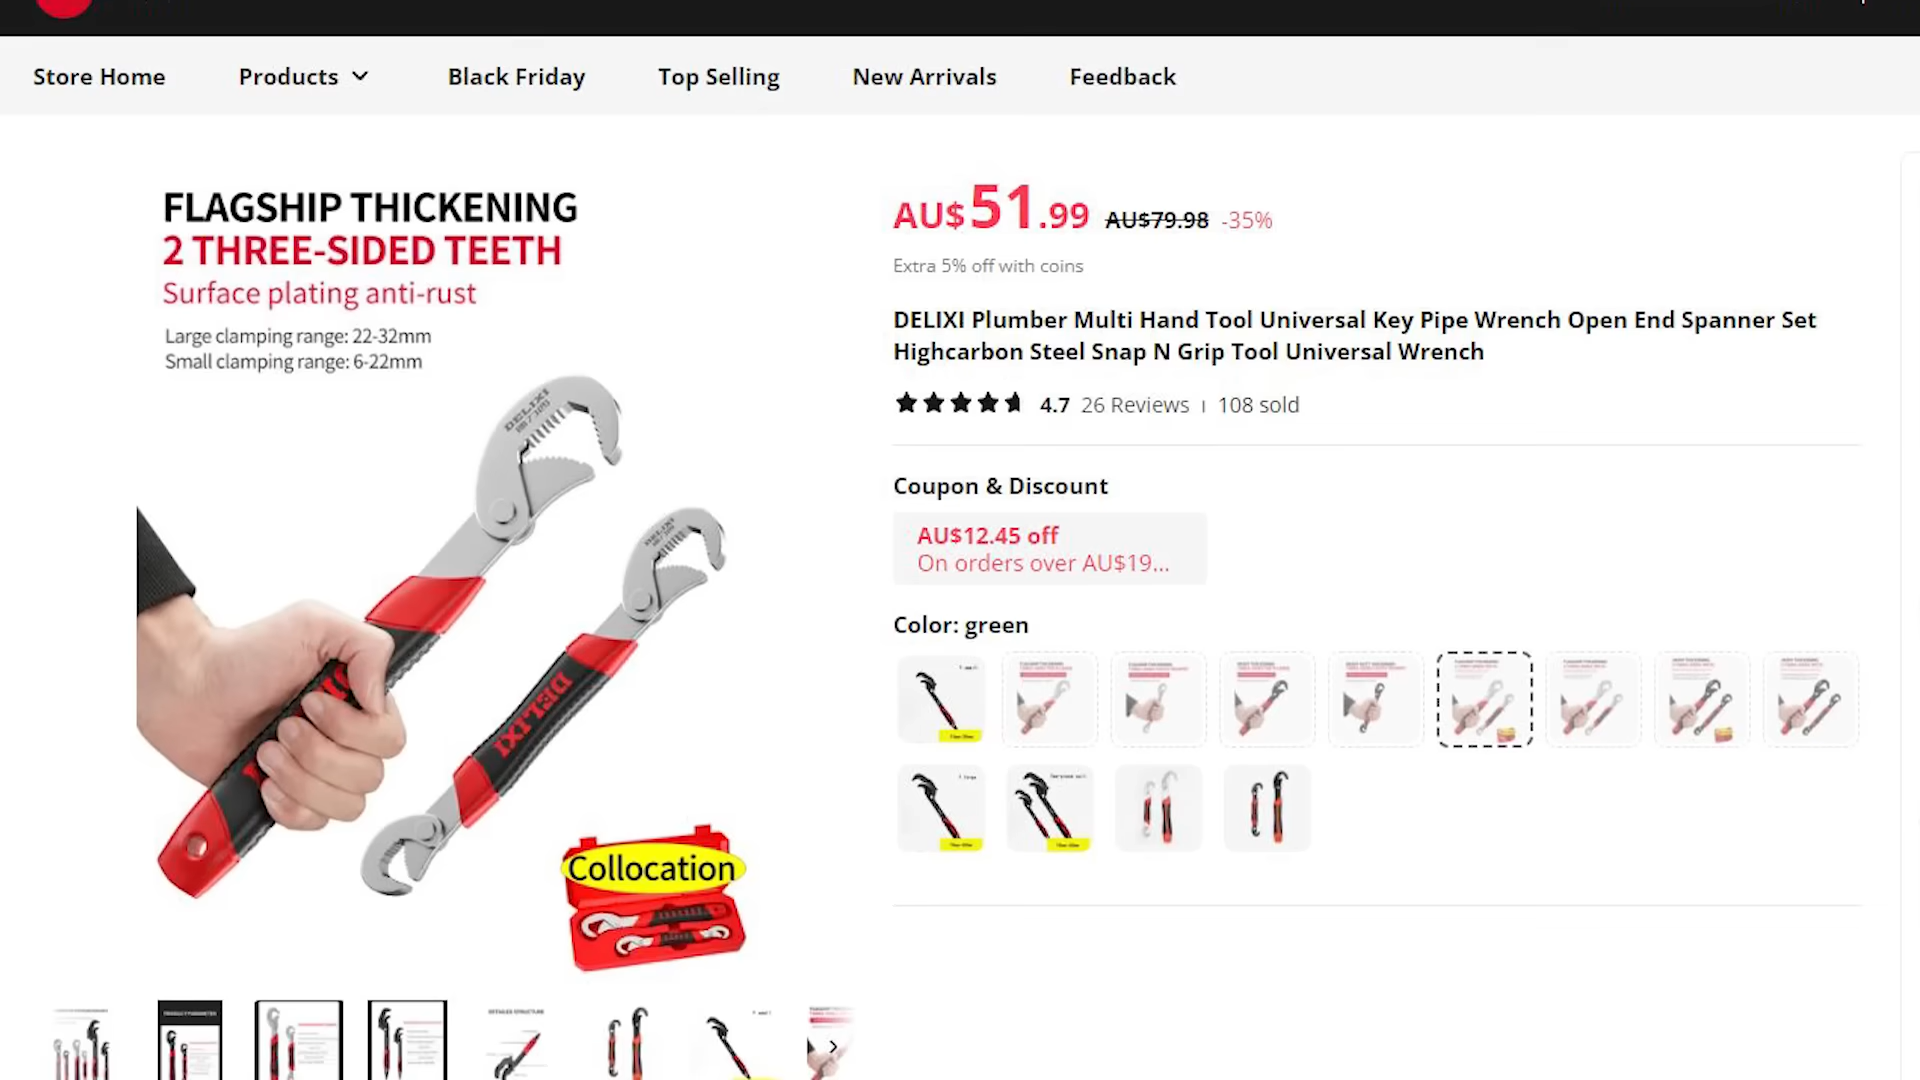 Store Home Products Black Friday Top Selling New Arrivals Feedback
FLAGSHIP THICKENING
2 THREE-SIDED TEETH
Surface plating anti-rust
Large clamping range: 22-32mm
Small clamping range: 6-22mm
DELIXI
DELIXI
DELIXI
Collocation
AU$51.99 AU$79.98 -35%
Extra 5% off with coins
DELIXI Plumber Multi Hand Tool Universal Key Pipe Wrench Open End Spanner Set
Highcarbon Steel Snap N Grip Tool Universal Wrench
4.7 26 Reviews | 108 sold
Coupon & Discount
AU$12.45 off
On orders over AU$19...
Color: green
DETAILED STRUCTURE